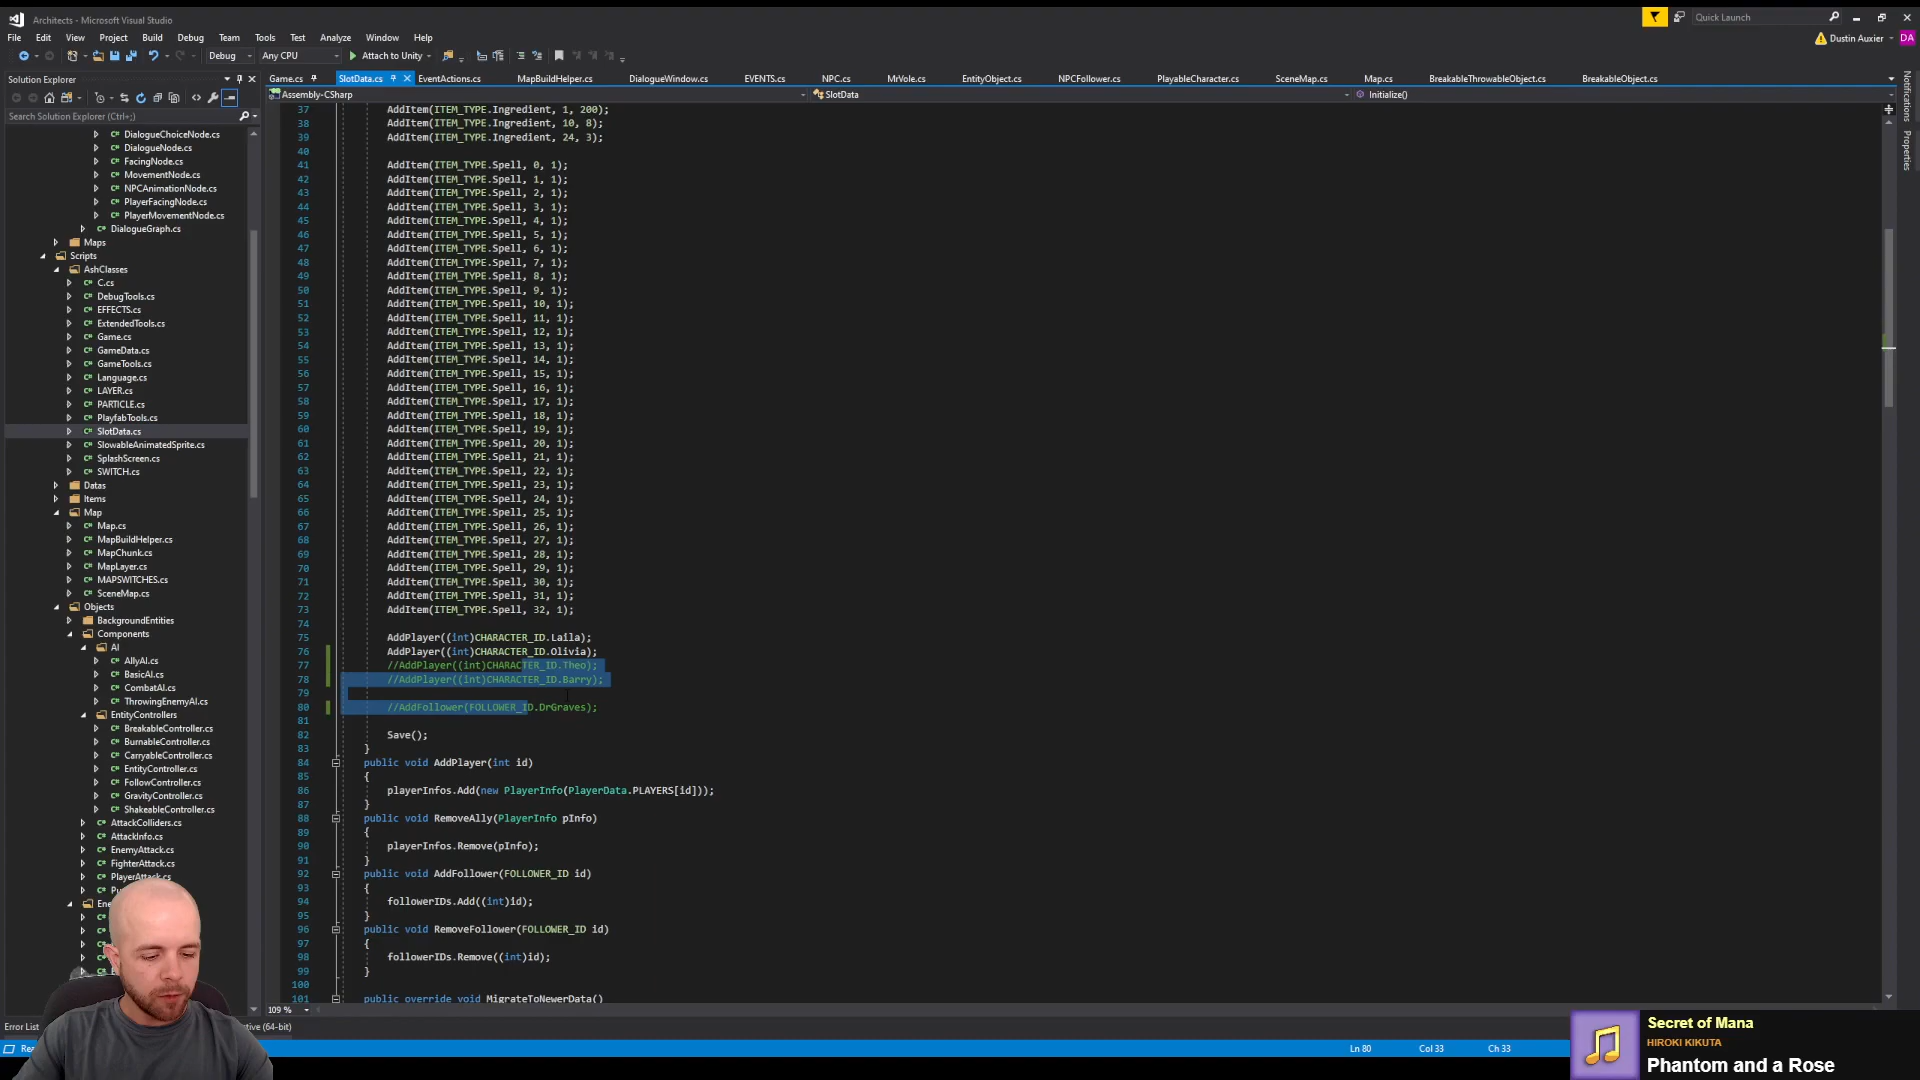 Architects - Microsoft Visual Studio
Quick Launch
File Edit View Project Build Debug Team Tools Test Analyze Window Help
Dustin Auxier DA
Debug Any CPU Attach to Unity
Solution Explorer
Game.cs SlotData.cs EventActions.cs MapBuildHelper.cs DialogueWindow.cs EVENTS.cs NPC.cs MrVole.cs EntityObject.cs NPCFollower.cs PlayableCharacter.cs SceneMap.cs Map.cs BreakableThrowableObject.cs BreakableObject.cs
Assembly-CSharp SlotData Initialize()
Search Solution Explorer (Ctrl+;)
Notifications
Properties
DialogueChoiceNode.cs
DialogueNode.cs
FacingNode.cs
MovementNode.cs
NPCAnimationNode.cs
PlayerFacingNode.cs
PlayerMovementNode.cs
DialogueGraph.cs
Maps
Scripts
AshClasses
C.cs
DebugTools.cs
EFFECTS.cs
ExtendedTools.cs
Game.cs
GameData.cs
GameTools.cs
Language.cs
LAYER.cs
PARTICLE.cs
PlayfabTools.cs
SlotData.cs
SlowableAnimatedSprite.cs
SplashScreen.cs
SWITCH.cs
Datas
Items
Map
Map.cs
MapBuildHelper.cs
MapChunk.cs
MapLayer.cs
MAPSWITCHES.cs
SceneMap.cs
Objects
BackgroundEntities
Components
AI
AllyAI.cs
BasicAI.cs
CombatAI.cs
ThrowingEnemyAI.cs
EntityControllers
BreakableController.cs
BurnableController.cs
CarryableController.cs
EntityController.cs
FollowController.cs
GravityController.cs
ShakeableController.cs
AttackColliders.cs
AttackInfo.cs
EnemyAttack.cs
FighterAttack.cs
PlayerAttack.cs
37 AddItem(ITEM_TYPE.Ingredient, 1, 200);
38 AddItem(ITEM_TYPE.Ingredient, 10, 8);
39 AddItem(ITEM_TYPE.Ingredient, 24, 3);
40
41 AddItem(ITEM_TYPE.Spell, 0, 1);
42 AddItem(ITEM_TYPE.Spell, 1, 1);
43 AddItem(ITEM_TYPE.Spell, 2, 1);
44 AddItem(ITEM_TYPE.Spell, 3, 1);
45 AddItem(ITEM_TYPE.Spell, 4, 1);
46 AddItem(ITEM_TYPE.Spell, 5, 1);
47 AddItem(ITEM_TYPE.Spell, 6, 1);
48 AddItem(ITEM_TYPE.Spell, 7, 1);
49 AddItem(ITEM_TYPE.Spell, 8, 1);
50 AddItem(ITEM_TYPE.Spell, 9, 1);
51 AddItem(ITEM_TYPE.Spell, 10, 1);
52 AddItem(ITEM_TYPE.Spell, 11, 1);
53 AddItem(ITEM_TYPE.Spell, 12, 1);
54 AddItem(ITEM_TYPE.Spell, 13, 1);
55 AddItem(ITEM_TYPE.Spell, 14, 1);
56 AddItem(ITEM_TYPE.Spell, 15, 1);
57 AddItem(ITEM_TYPE.Spell, 16, 1);
58 AddItem(ITEM_TYPE.Spell, 17, 1);
59 AddItem(ITEM_TYPE.Spell, 18, 1);
60 AddItem(ITEM_TYPE.Spell, 19, 1);
61 AddItem(ITEM_TYPE.Spell, 20, 1);
62 AddItem(ITEM_TYPE.Spell, 21, 1);
63 AddItem(ITEM_TYPE.Spell, 22, 1);
64 AddItem(ITEM_TYPE.Spell, 23, 1);
65 AddItem(ITEM_TYPE.Spell, 24, 1);
66 AddItem(ITEM_TYPE.Spell, 25, 1);
67 AddItem(ITEM_TYPE.Spell, 26, 1);
68 AddItem(ITEM_TYPE.Spell, 27, 1);
69 AddItem(ITEM_TYPE.Spell, 28, 1);
70 AddItem(ITEM_TYPE.Spell, 29, 1);
71 AddItem(ITEM_TYPE.Spell, 30, 1);
72 AddItem(ITEM_TYPE.Spell, 31, 1);
73 AddItem(ITEM_TYPE.Spell, 32, 1);
74
75 AddPlayer((int)CHARACTER_ID.Laila);
76 AddPlayer((int)CHARACTER_ID.Olivia);
77 //AddPlayer((int)CHARACTER_ID.Theo);
78 //AddPlayer((int)CHARACTER_ID.Barry);
79
80 //AddFollower(FOLLOWER_ID.DrGraves);
81
82 Save();
83 }
84 public void AddPlayer(int id)
85 {
86 playerInfos.Add(new PlayerInfo(PlayerData.PLAYERS[id]));
87 }
88 public void RemoveAlly(PlayerInfo pInfo)
89 {
90 playerInfos.Remove(pInfo);
91 }
92 public void AddFollower(FOLLOWER_ID id)
93 {
94 followerIDs.Add((int)id);
95 }
96 public void RemoveFollower(FOLLOWER_ID id)
97 {
98 followerIDs.Remove((int)id);
99 }
100
101 public override void MigrateToNewerData()
109 %
Error List
(64-bit)
Ln 80 Col 33 Ch 33
Secret of Mana
HIROKI KIKUTA
Phantom and a Rose